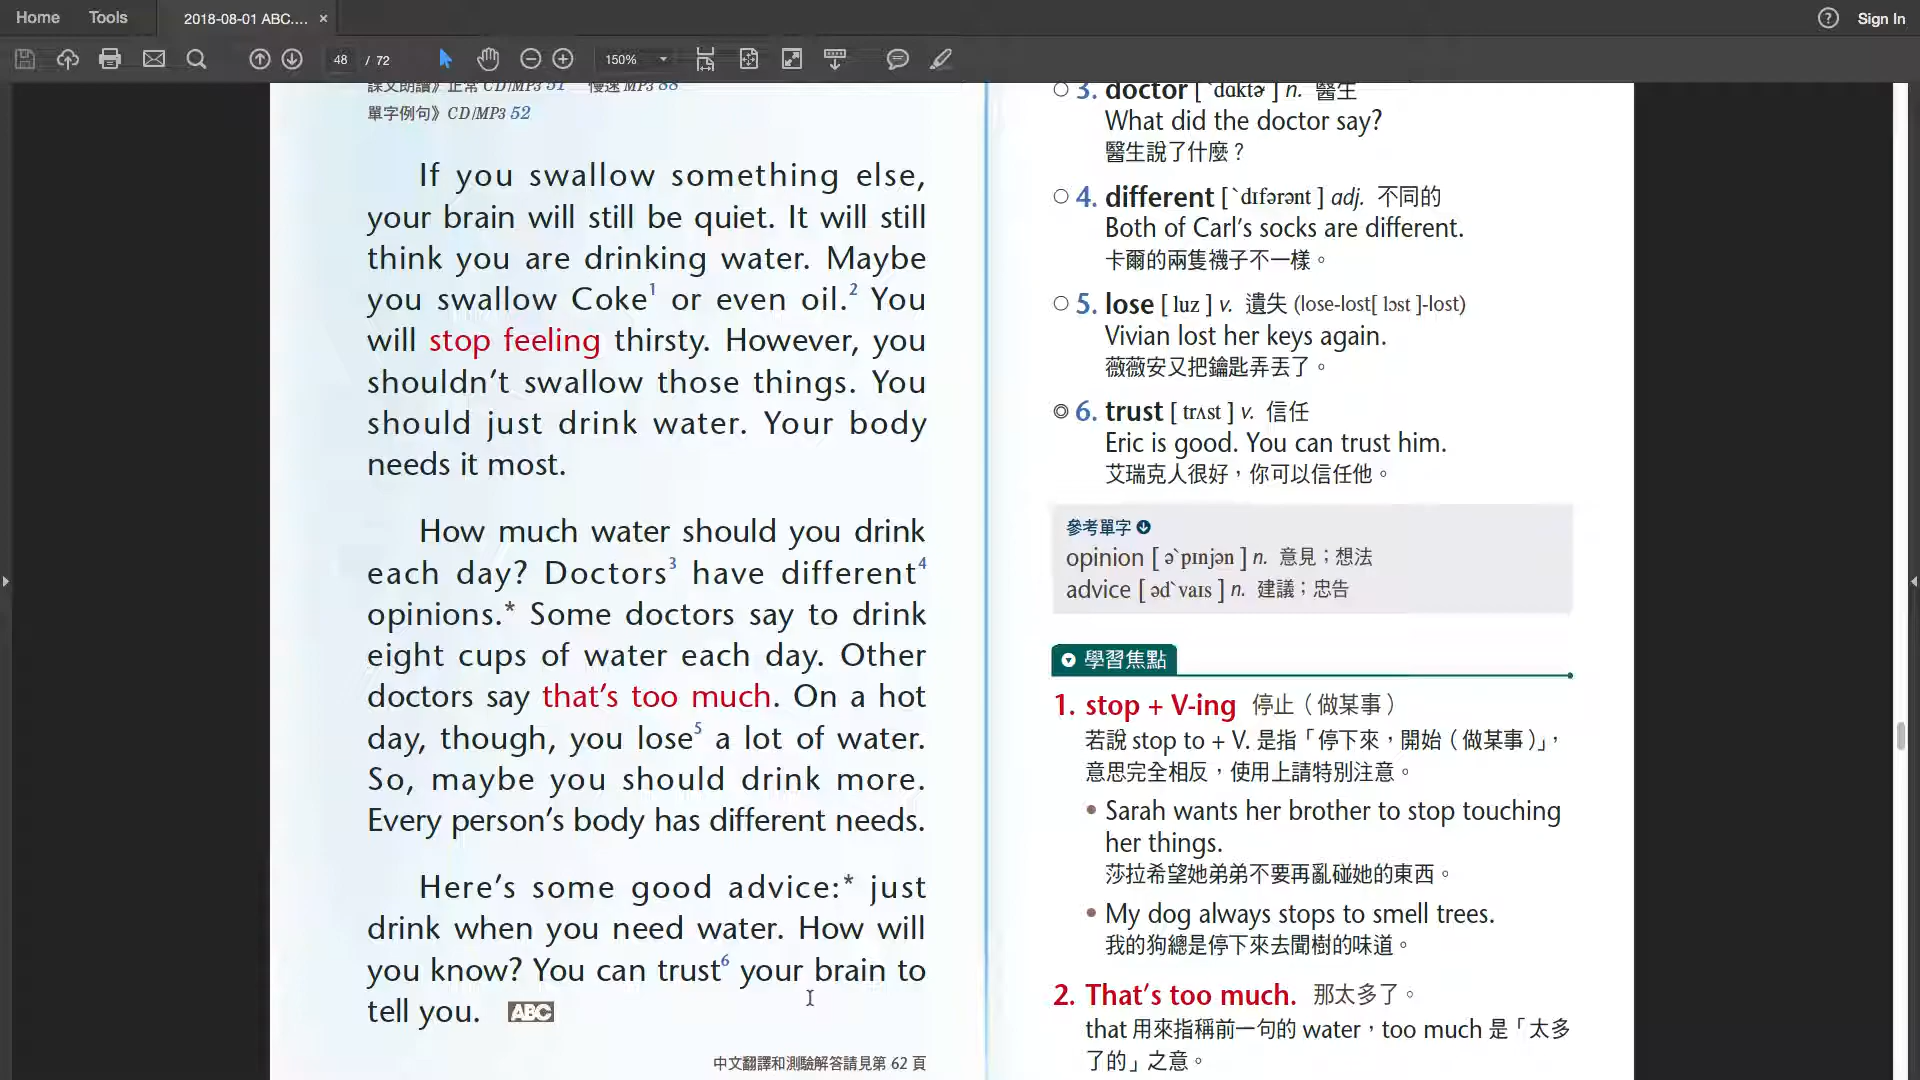 Home Tools 2018-08-01 ABC.... × Sign In
48 / 72 150%
課文朗讀》正常 CD/MP3 51 慢速 MP3 88
單字例句》CD/MP3 52
If you swallow something else,
your brain will still be quiet. It will still
think you are drinking water. Maybe
you swallow Coke1 or even oil.2 You
will stop feeling thirsty. However, you
shouldn't swallow those things. You
should just drink water. Your body
needs it most.
How much water should you drink
each day? Doctors3 have different4
opinions.* Some doctors say to drink
eight cups of water each day. Other
doctors say that's too much. On a hot
day, though, you lose5 a lot of water.
So, maybe you should drink more.
Every person's body has different needs.
Here's some good advice:* just
drink when you need water. How will
you know? You can trust6 your brain to
tell you. ABC
中文翻譯和測驗解答請見第 62 頁
3. doctor [ ˋdɑktɚ ] n. 醫生
What did the doctor say?
醫生說了什麼？
4. different [ ˋdɪfərənt ] adj. 不同的
Both of Carl's socks are different.
卡爾的兩隻襪子不一樣。
5. lose [ luz ] v. 遺失 (lose-lost[ lɔst ]-lost)
Vivian lost her keys again.
薇薇安又把鑰匙弄丟了。
6. trust [ trʌst ] v. 信任
Eric is good. You can trust him.
艾瑞克人很好，你可以信任他。
參考單字
opinion [ əˋpɪnjən ] n. 意見；想法
advice [ ədˋvaɪs ] n. 建議；忠告
學習焦點
1. stop + V-ing 停止（做某事）
若說 stop to + V. 是指「停下來，開始（做某事）」，
意思完全相反，使用上請特別注意。
• Sarah wants her brother to stop touching
her things.
莎拉希望她弟弟不要再亂碰她的東西。
• My dog always stops to smell trees.
我的狗總是停下來去聞樹的味道。
2. That's too much. 那太多了。
that 用來指稱前一句的 water，too much 是「太多
了的」之意。